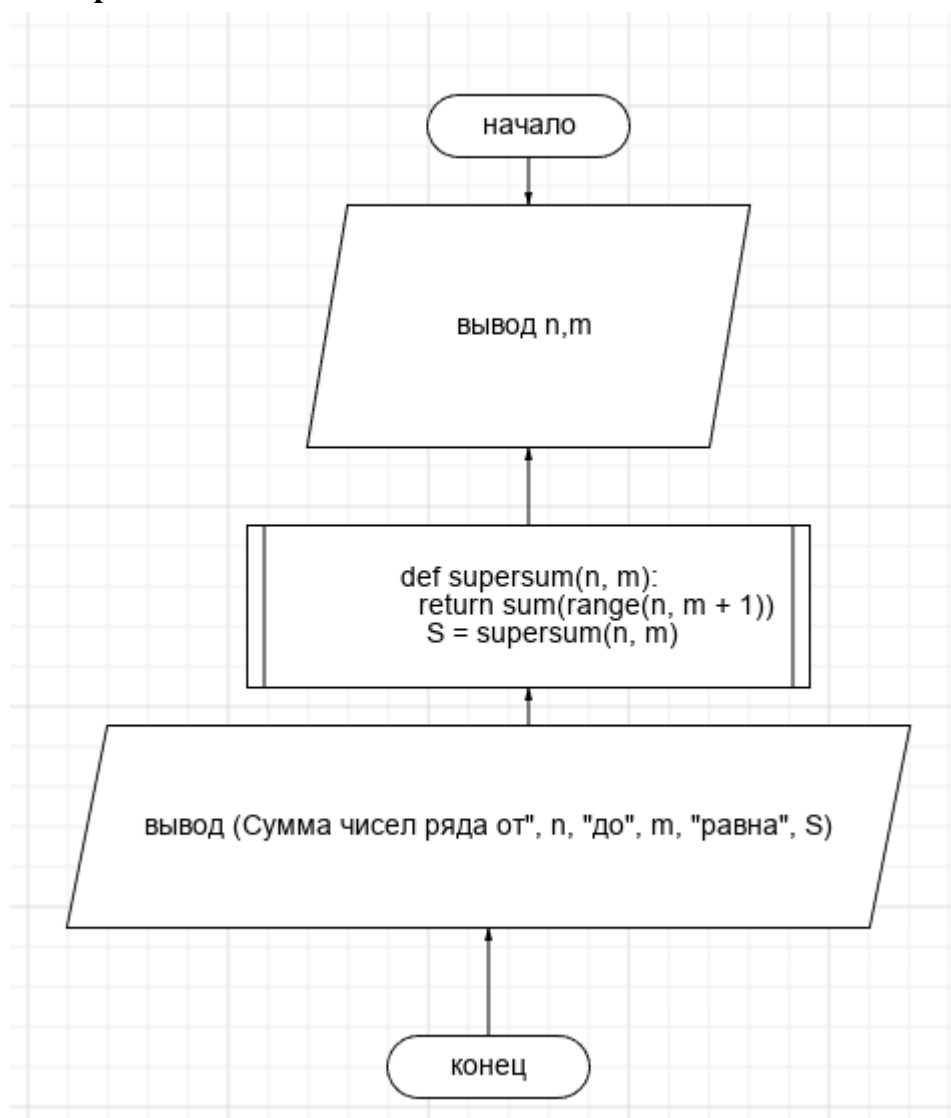 начало
вывод n,m
def supersum(n, m):
return sum(range(n, m + 1))
S = supersum(n, m)
вывод (Сумма чисел ряда от", n, "до", m, "равна", S)
конец